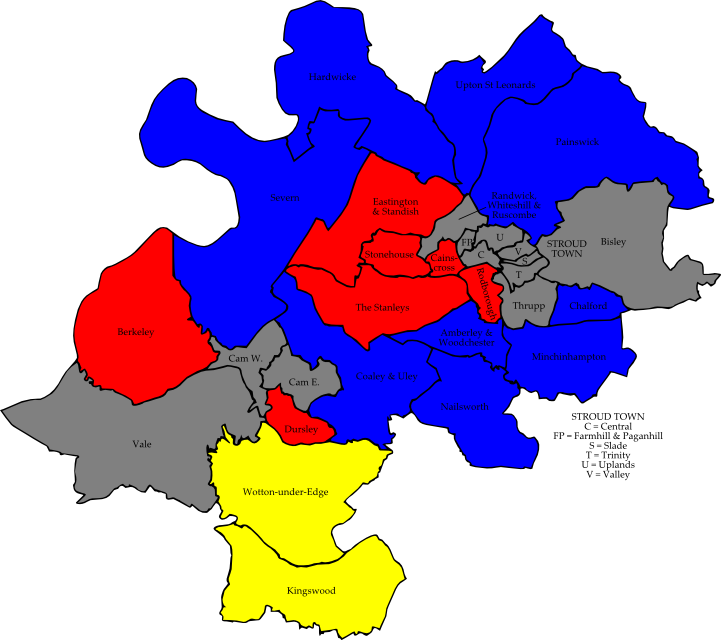 Hardwicke
Upton St Leonards
Painswick
Severn
Eastington
& Standish
Randwick
Whiteshill &
Ruscombe
Bisley
STROUD
TOWN
FP
U
V
S
C
T
Stonehouse
Cains-
cross
Rodborough
The Stanleys
Thrupp
Chalford
Berkeley
Amberley &
Woodchester
Minchinhampton
Cam W.
Cam E.
Coaley & Uley
Nailsworth
Dursley
Vale
STROUD TOWN
C = Central
FP = Farmhill & Paganhill
S = Slade
T = Trinity
U = Uplands
V = Valley
Wotton-under-Edge
Kingswood